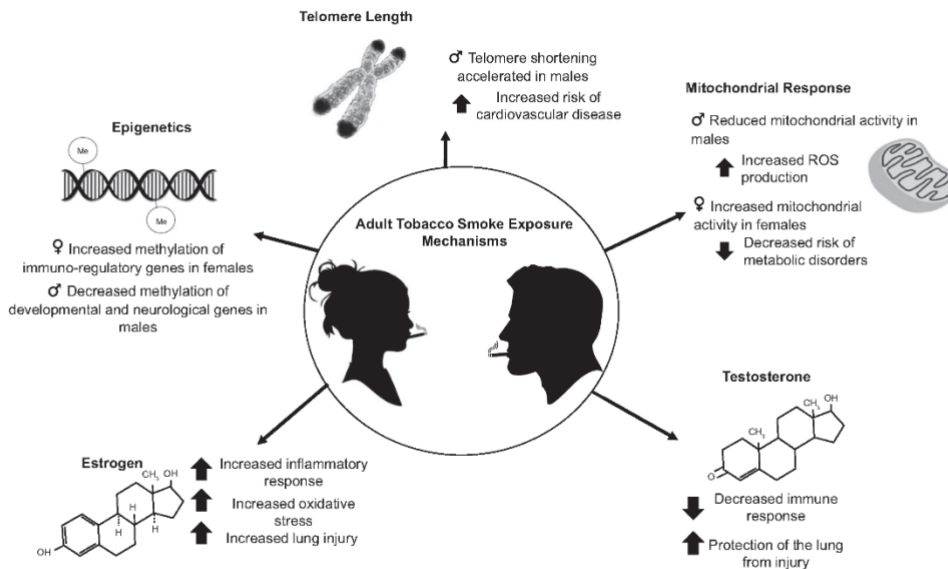 Telomere Length
♂ Telomere shortening
accelerated in males
Increased risk of
cardiovascular disease
Mitochondrial Response
♂ Reduced mitochondrial activity in
males
Increased ROS
production
♀ Increased mitochondrial
activity in females
Decreased risk of
metabolic disorders
Epigenetics
Me
Me
♀ Increased methylation of
immuno-regulatory genes in females
♂ Decreased methylation of
developmental and neurological genes in
males
Adult Tobacco Smoke Exposure
Mechanisms
Estrogen
CH₃ OH
H
H
H
HO
Increased inflammatory
response
Increased oxidative
stress
Increased lung injury
Testosterone
OH
CH₃
CH₃
O
Decreased immune
response
Protection of the lung
from injury